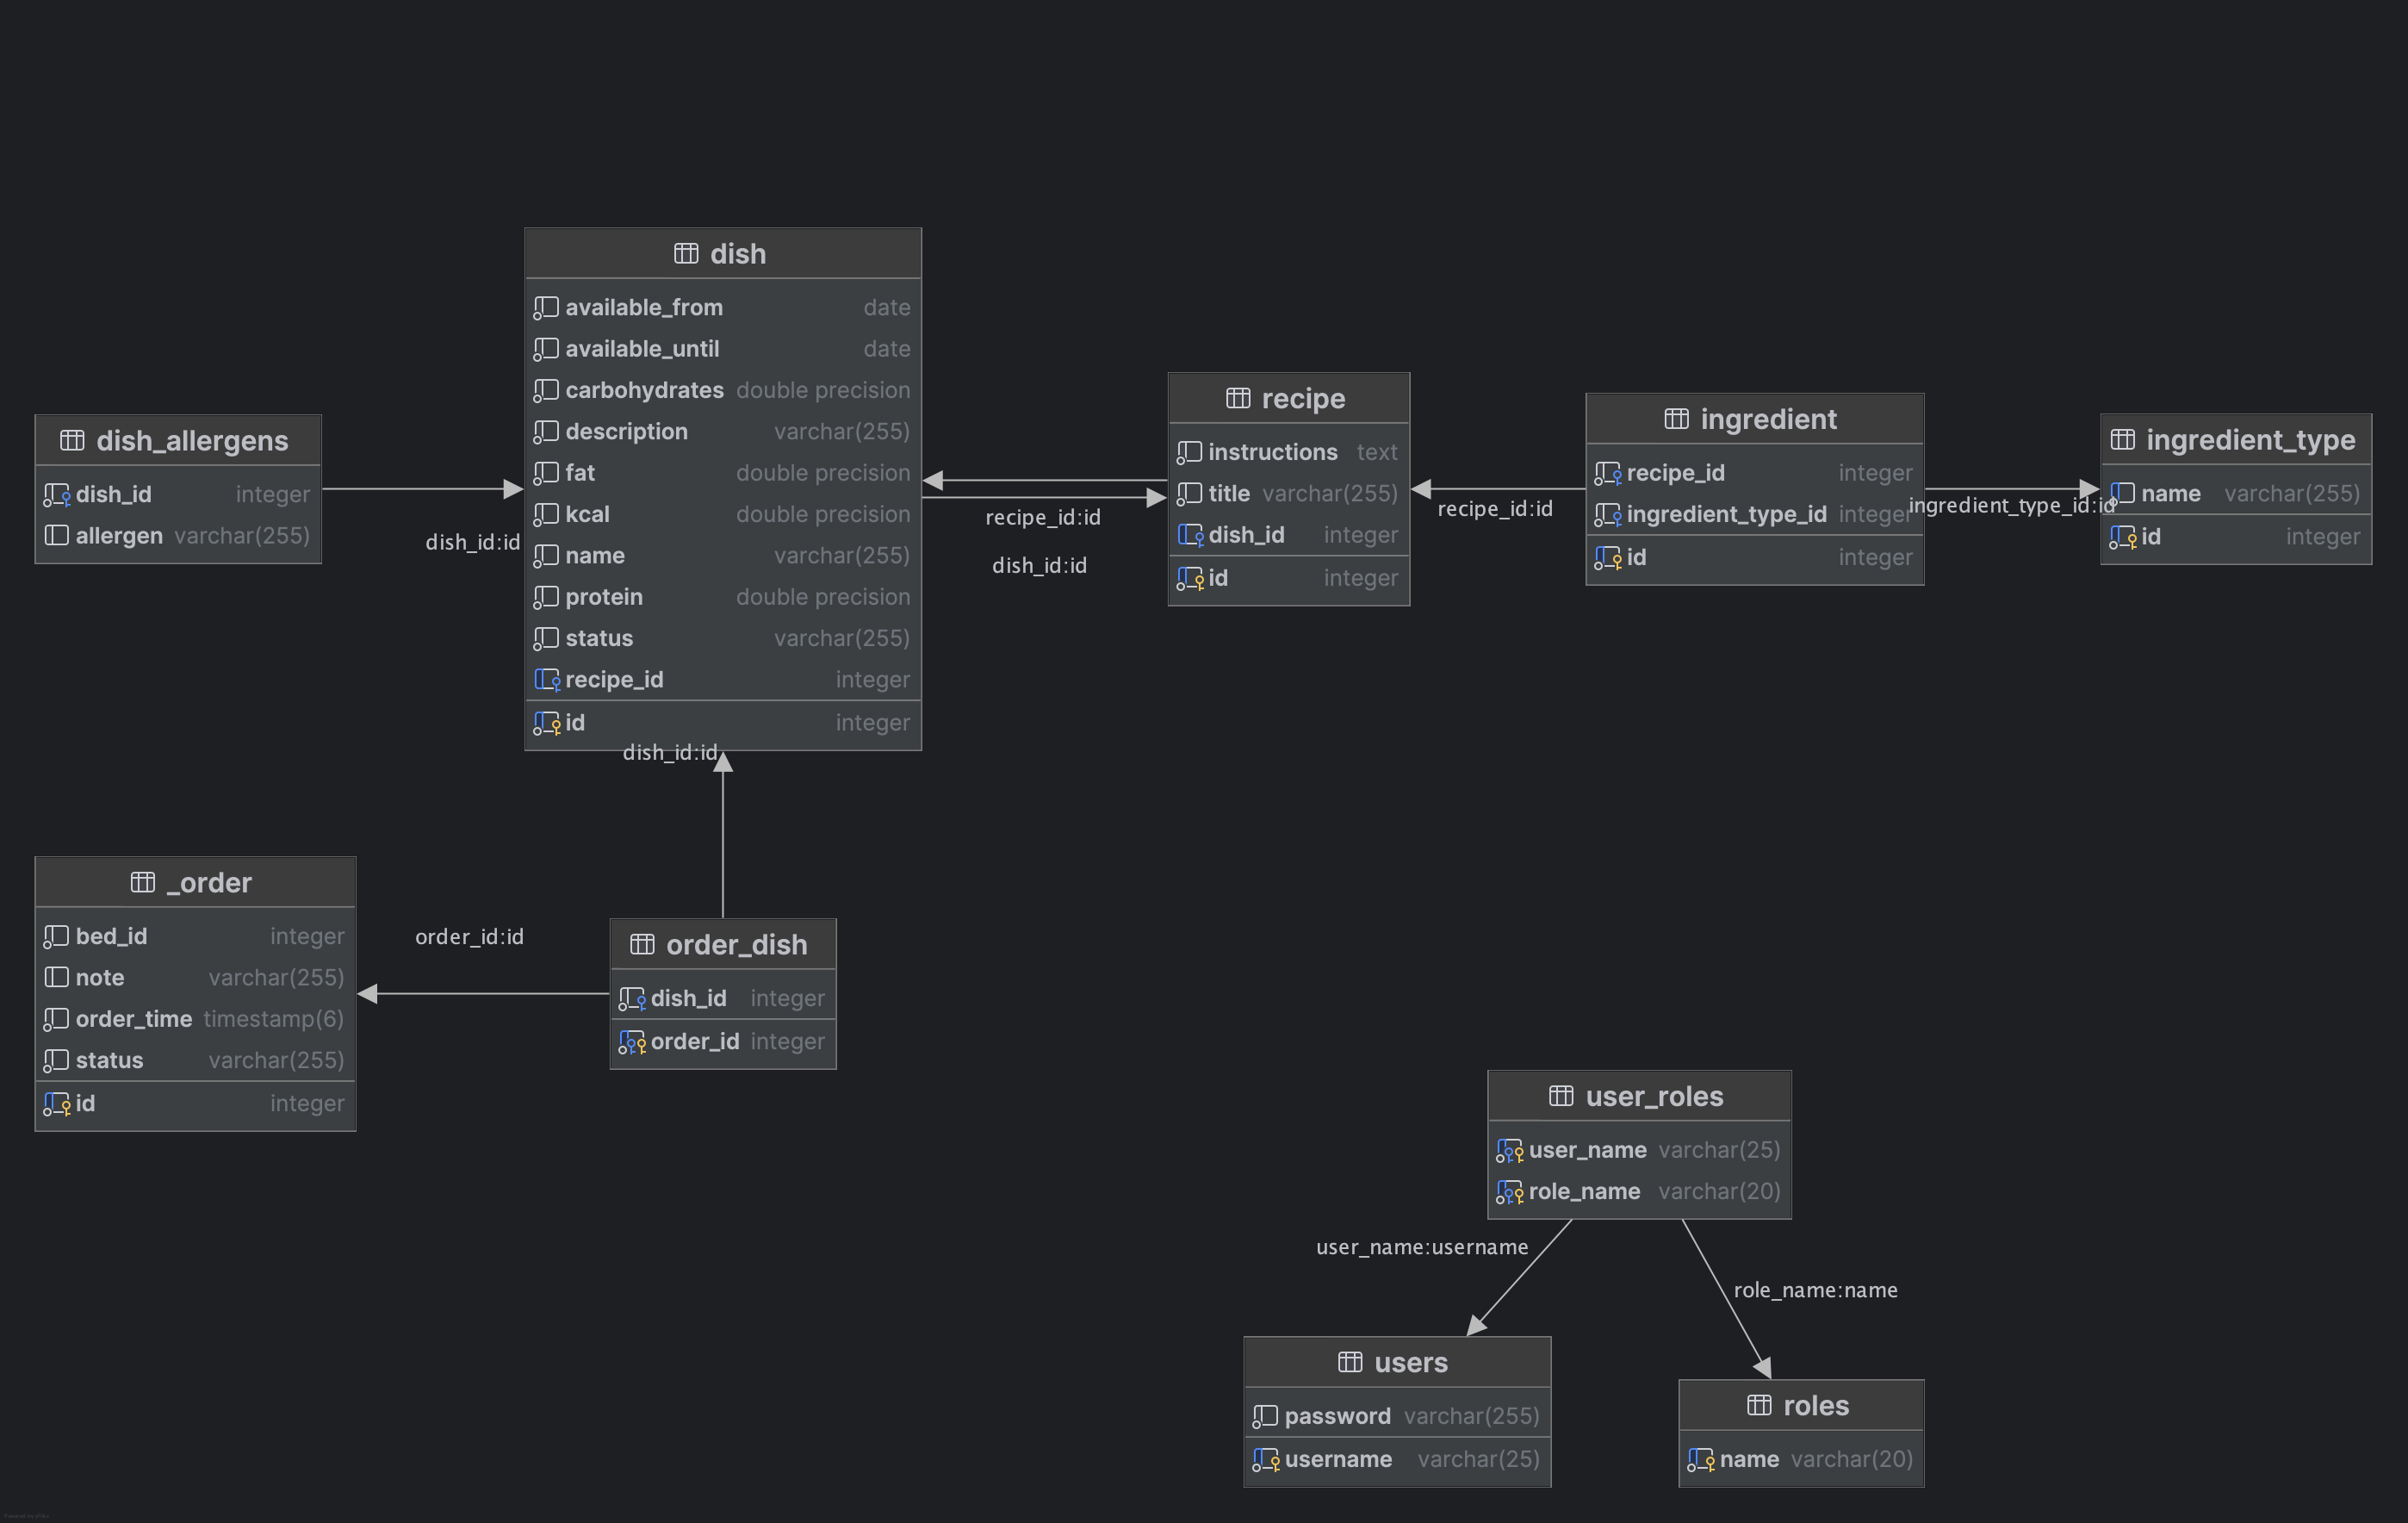 dish
available_from date
available_until date
carbohydrates double precision
description varchar(255)
fat double precision
kcal double precision
name varchar(255)
protein double precision
status varchar(255)
recipe_id integer
id integer
dish_allergens
dish_id integer
allergen varchar(255)
dish_id:id
recipe
instructions text
title varchar(255)
dish_id integer
id integer
recipe_id:id
dish_id:id
ingredient
recipe_id integer
ingredient_type_id integer
id integer
recipe_id:id
ingredient_type_id:id
ingredient_type
name varchar(255)
id integer
dish_id:id
_order
bed_id integer
note varchar(255)
order_time timestamp(6)
status varchar(255)
id integer
order_id:id
order_dish
dish_id integer
order_id integer
user_roles
user_name varchar(25)
role_name varchar(20)
user_name:username
role_name:name
users
password varchar(255)
username varchar(25)
roles
name varchar(20)